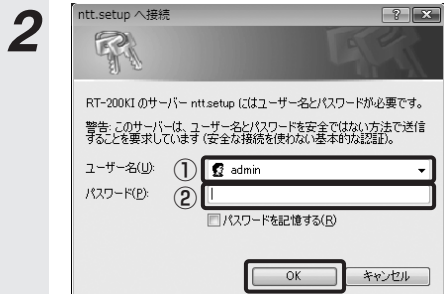 2
ntt.setup へ接続
RT-200KI のサーバー ntt.setup にはユーザー名とパスワードが必要です。
警告: このサーバーは、ユーザー名とパスワードを安全ではない方法で送信
することを要求しています (安全な接続を使わない基本的な認証)。
ユーザー名(U): ① admin
パスワード(P): ②
パスワードを記憶する(R)
OK キャンセル